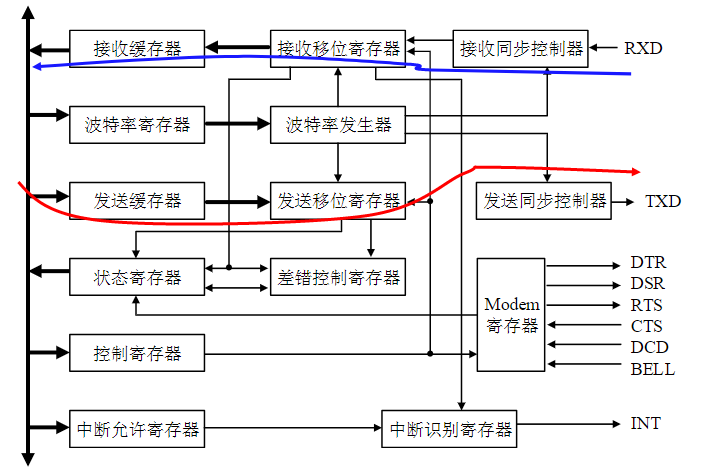 接收缓存器 接收移位寄存器 接收同步控制器 RXD
波特率寄存器 波特率发生器
发送缓存器 发送移位寄存器 发送同步控制器 TXD
状态寄存器 差错控制寄存器
Modem
寄存器
DTR
DSR
RTS
CTS
DCD
BELL
控制寄存器
中断允许寄存器 中断识别寄存器 INT